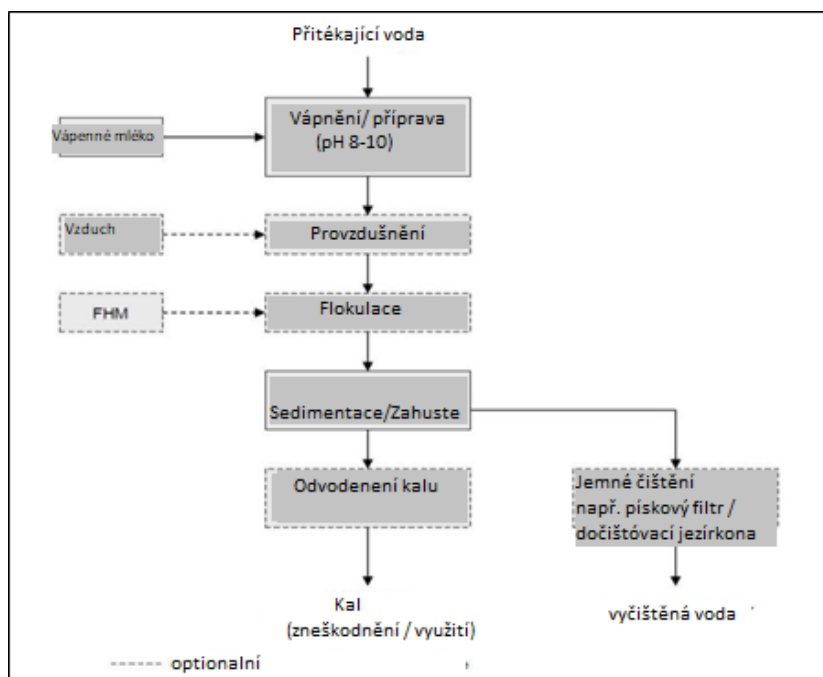 Přitékající voda
Vápnění/ příprava
(pH 8-10)
Vápenné mléko
Vzduch
Provzdušnění
FHM
Flokulace
Sedimentace/Zahuste
Odvodenení kalu
Jemné čištění
např. pískový filtr /
dočištóvací jezírkona
Kal
(zneškodnění / využití)
vyčištěná voda
optionalní